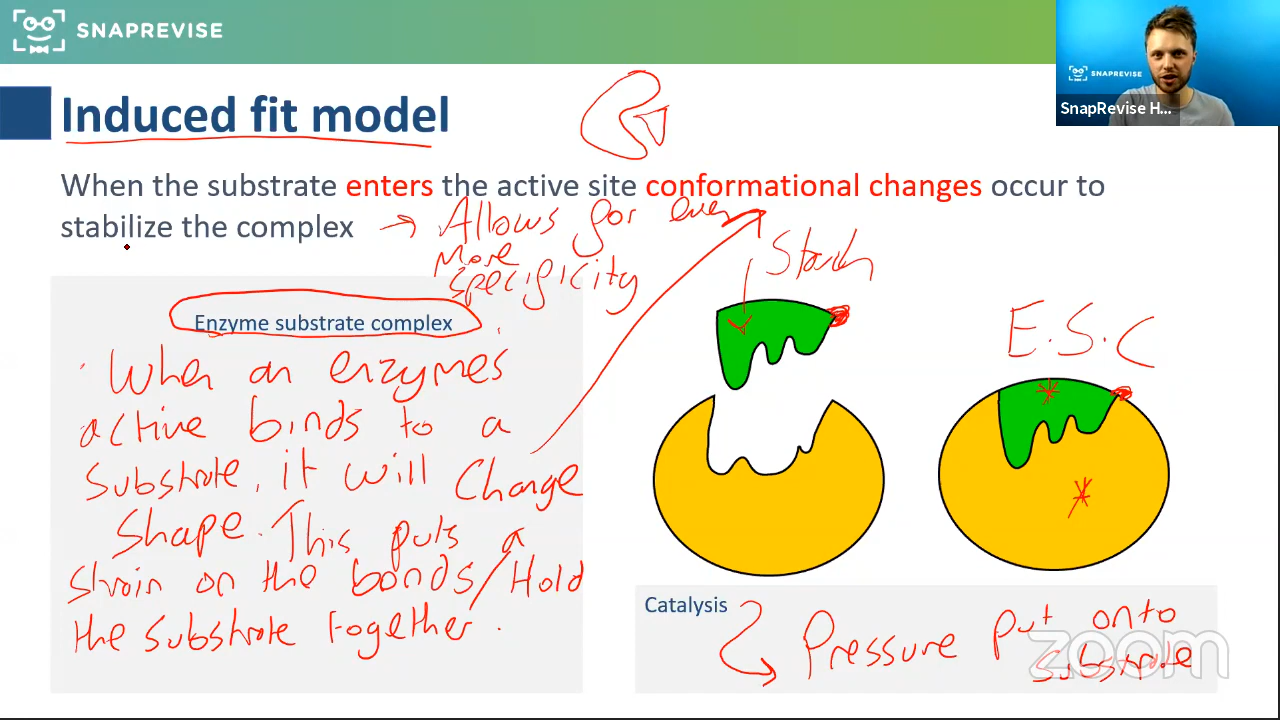 SNAPREVISE
SNAPREVISE
SnapRevise H...
Induced fit model
When the substrate enters the active site conformational changes occur to
stabilize the complex → Allows for even
more
specificity
Starch
Enzyme substrate complex
When an enzymes
active binds to a
substrate, it will change
shape. This puts a
strain on the bonds/Hold
the substrate together.
E.S.C
Catalysis
Pressure put onto
substrate
zoom